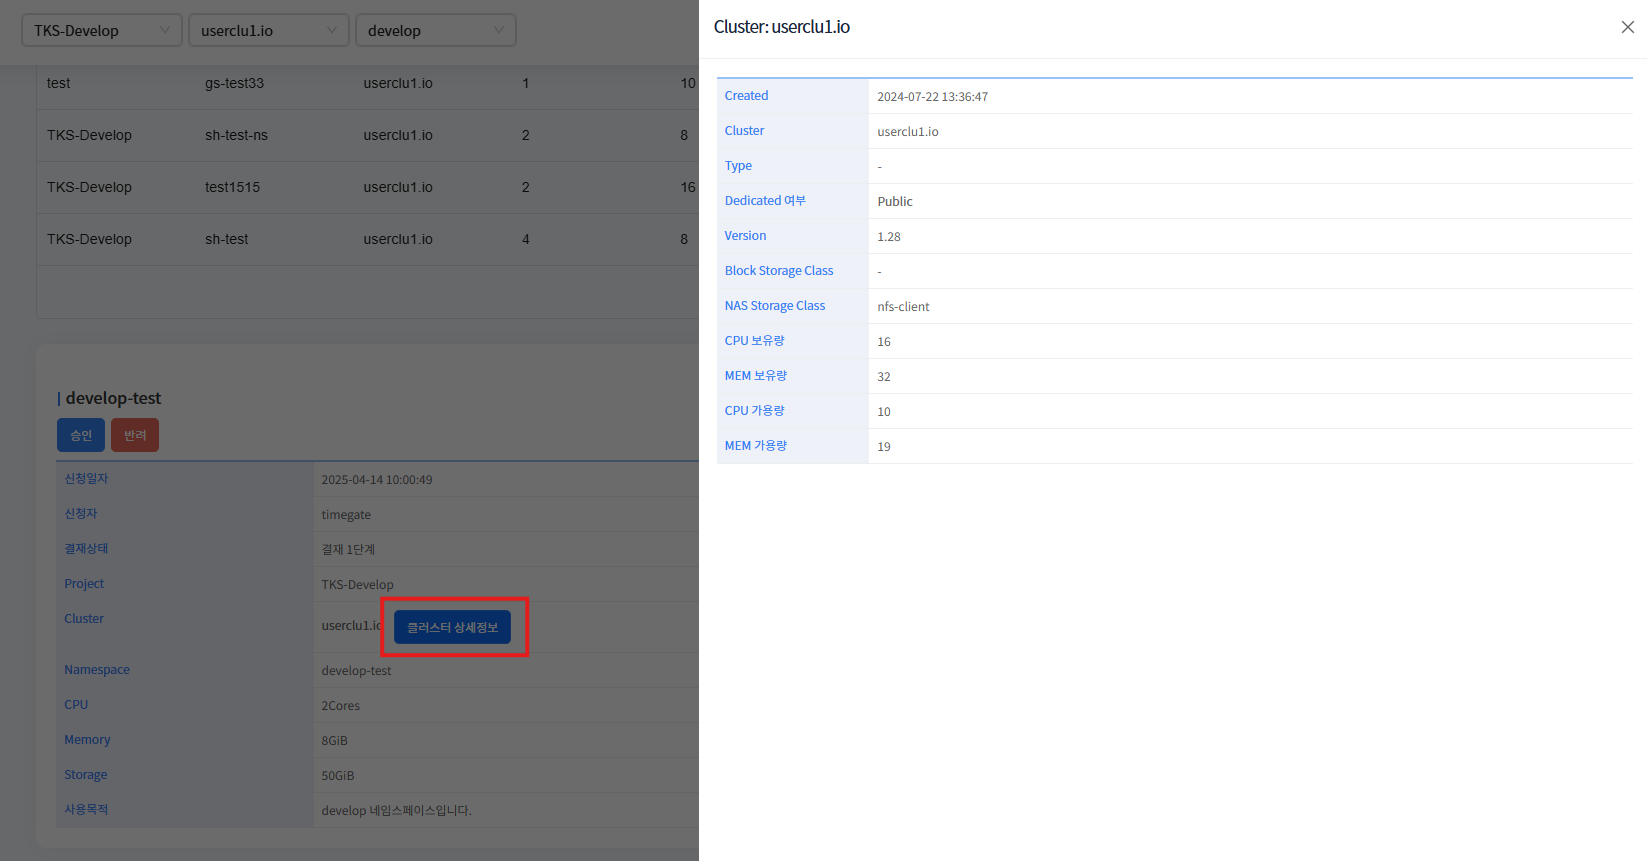 TKS-Develop userclu1.io develop
test gs-test33 userclu1.io 1 10
TKS-Develop sh-test-ns userclu1.io 2 8
TKS-Develop test1515 userclu1.io 2 16
TKS-Develop sh-test userclu1.io 4 8
develop-test
승인 반려
신청일자 2025-04-14 10:00:49
신청자 timegate
결재상태 결재 1단계
Project TKS-Develop
Cluster userclu1.io 클러스터 상세정보
Namespace develop-test
CPU 2Cores
Memory 8GiB
Storage 50GiB
사용목적 develop 네임스페이스입니다.
Cluster: userclu1.io
Created 2024-07-22 13:36:47
Cluster userclu1.io
Type -
Dedicated 여부 Public
Version 1.28
Block Storage Class -
NAS Storage Class nfs-client
CPU 보유량 16
MEM 보유량 32
CPU 가용량 10
MEM 가용량 19